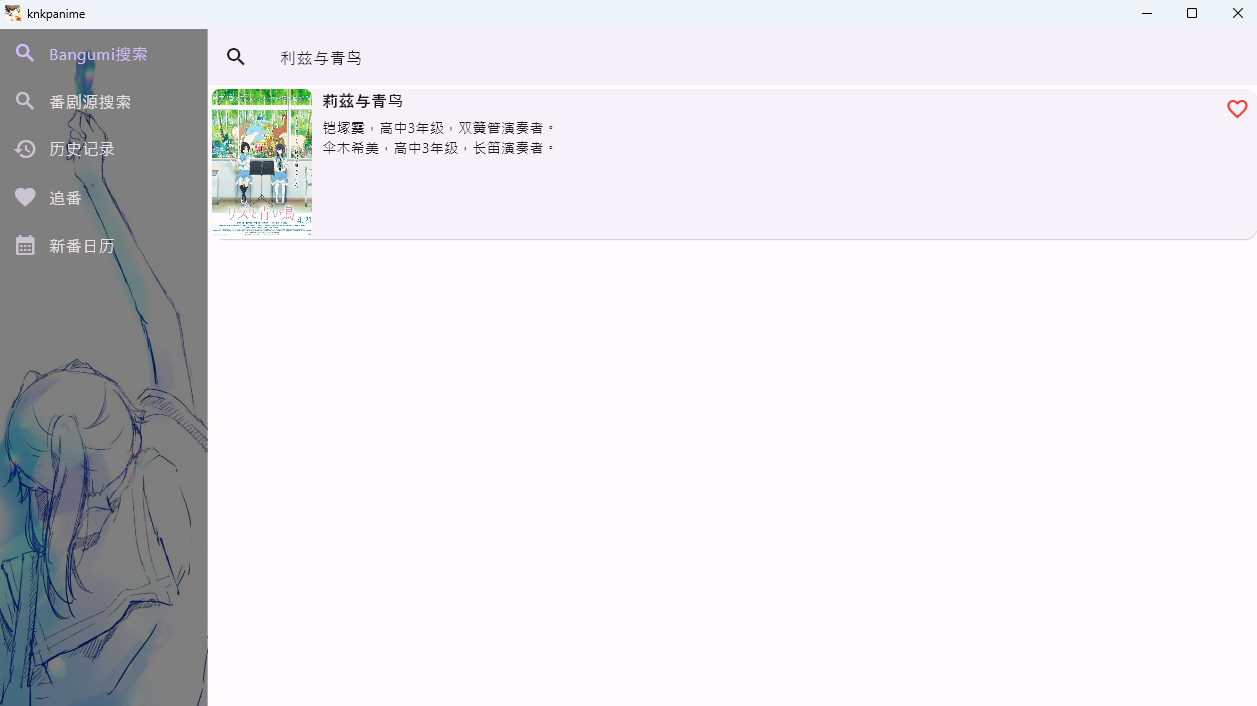 knkpanime
Bangumi搜索
番剧源搜索
历史记录
追番
新番日历
利兹与青鸟
莉兹与青鸟
铠塚霙，高中3年级，双簧管演奏者。
伞木希美，高中3年级，长笛演奏者。
リズと青い鳥
4.21